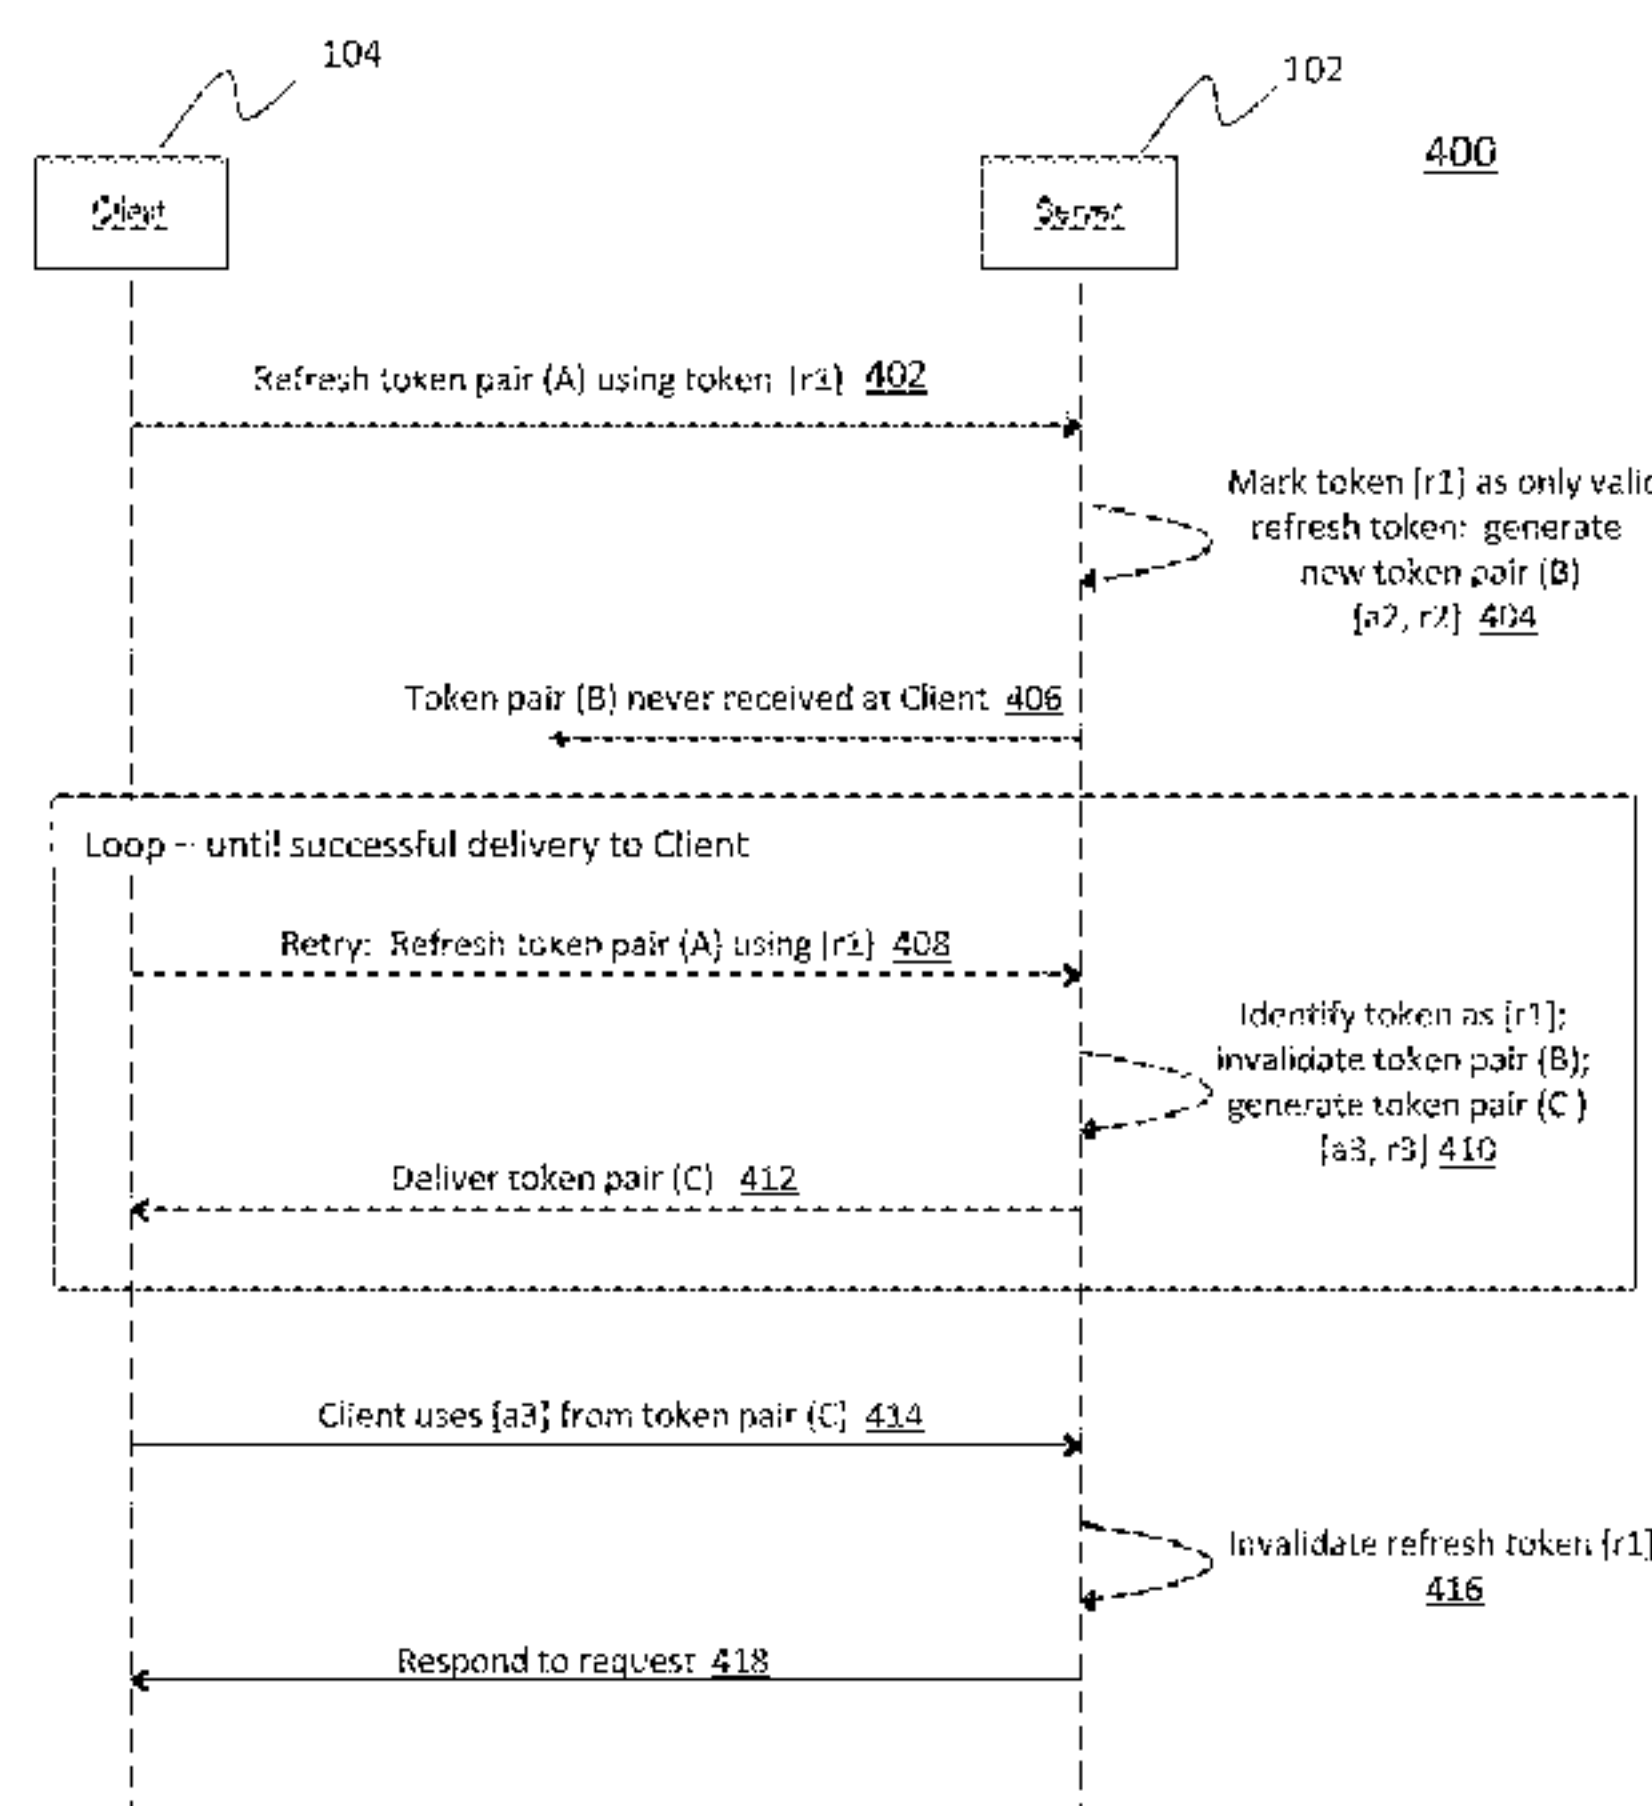 104
102
400
Client
Server
Refresh token pair (A) using token {r1} 402
Mark token {r1} as only valid
refresh token: generate
new token pair (B)
{a2, r2} 404
Token pair (B) never received at Client 406
Loop – until successful delivery to Client
Retry: Refresh token pair (A) using {r1} 408
Identify token as {r1};
invalidate token pair (B);
generate token pair (C )
{a3, r3} 410
Deliver token pair (C) 412
Client uses {a3} from token pair (C) 414
Invalidate refresh token {r1}
416
Respond to request 418